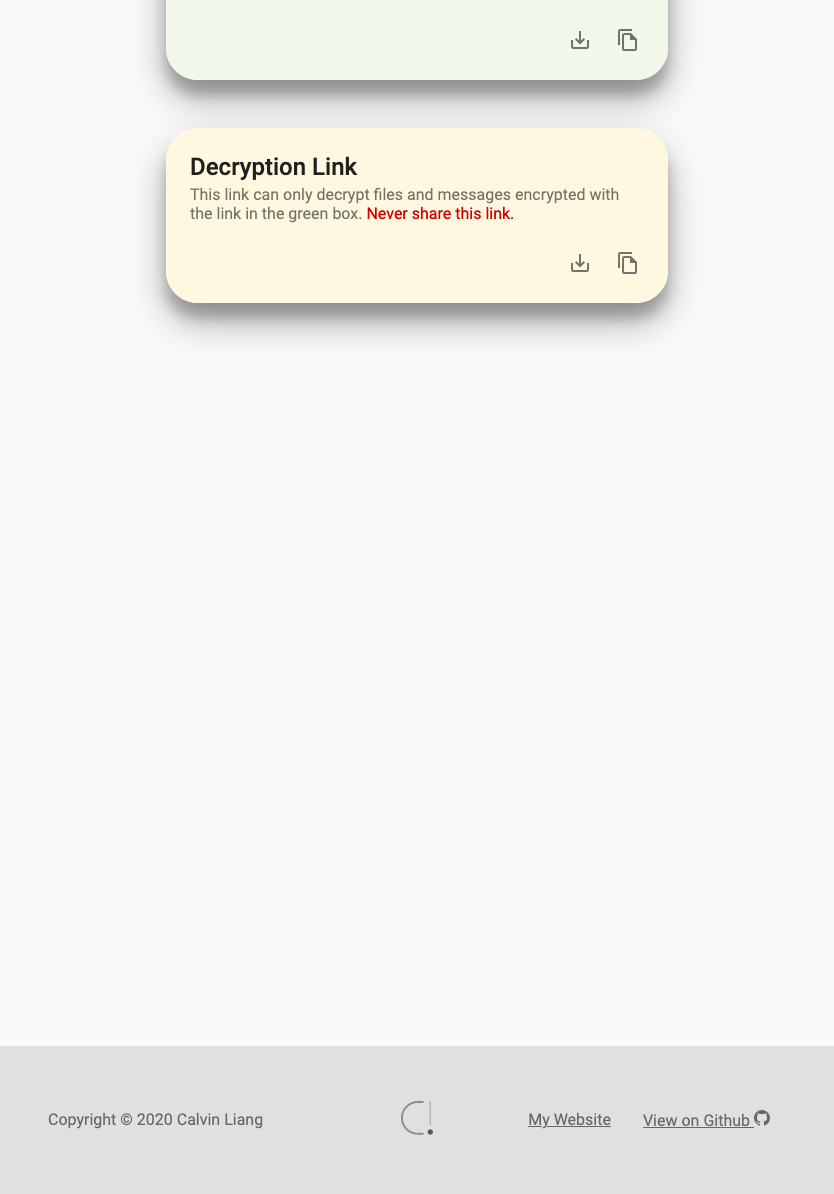 Decryption Link
This link can only decrypt files and messages encrypted with
the link in the green box. Never share this link.
Copyright © 2020 Calvin Liang
My Website
View on Github